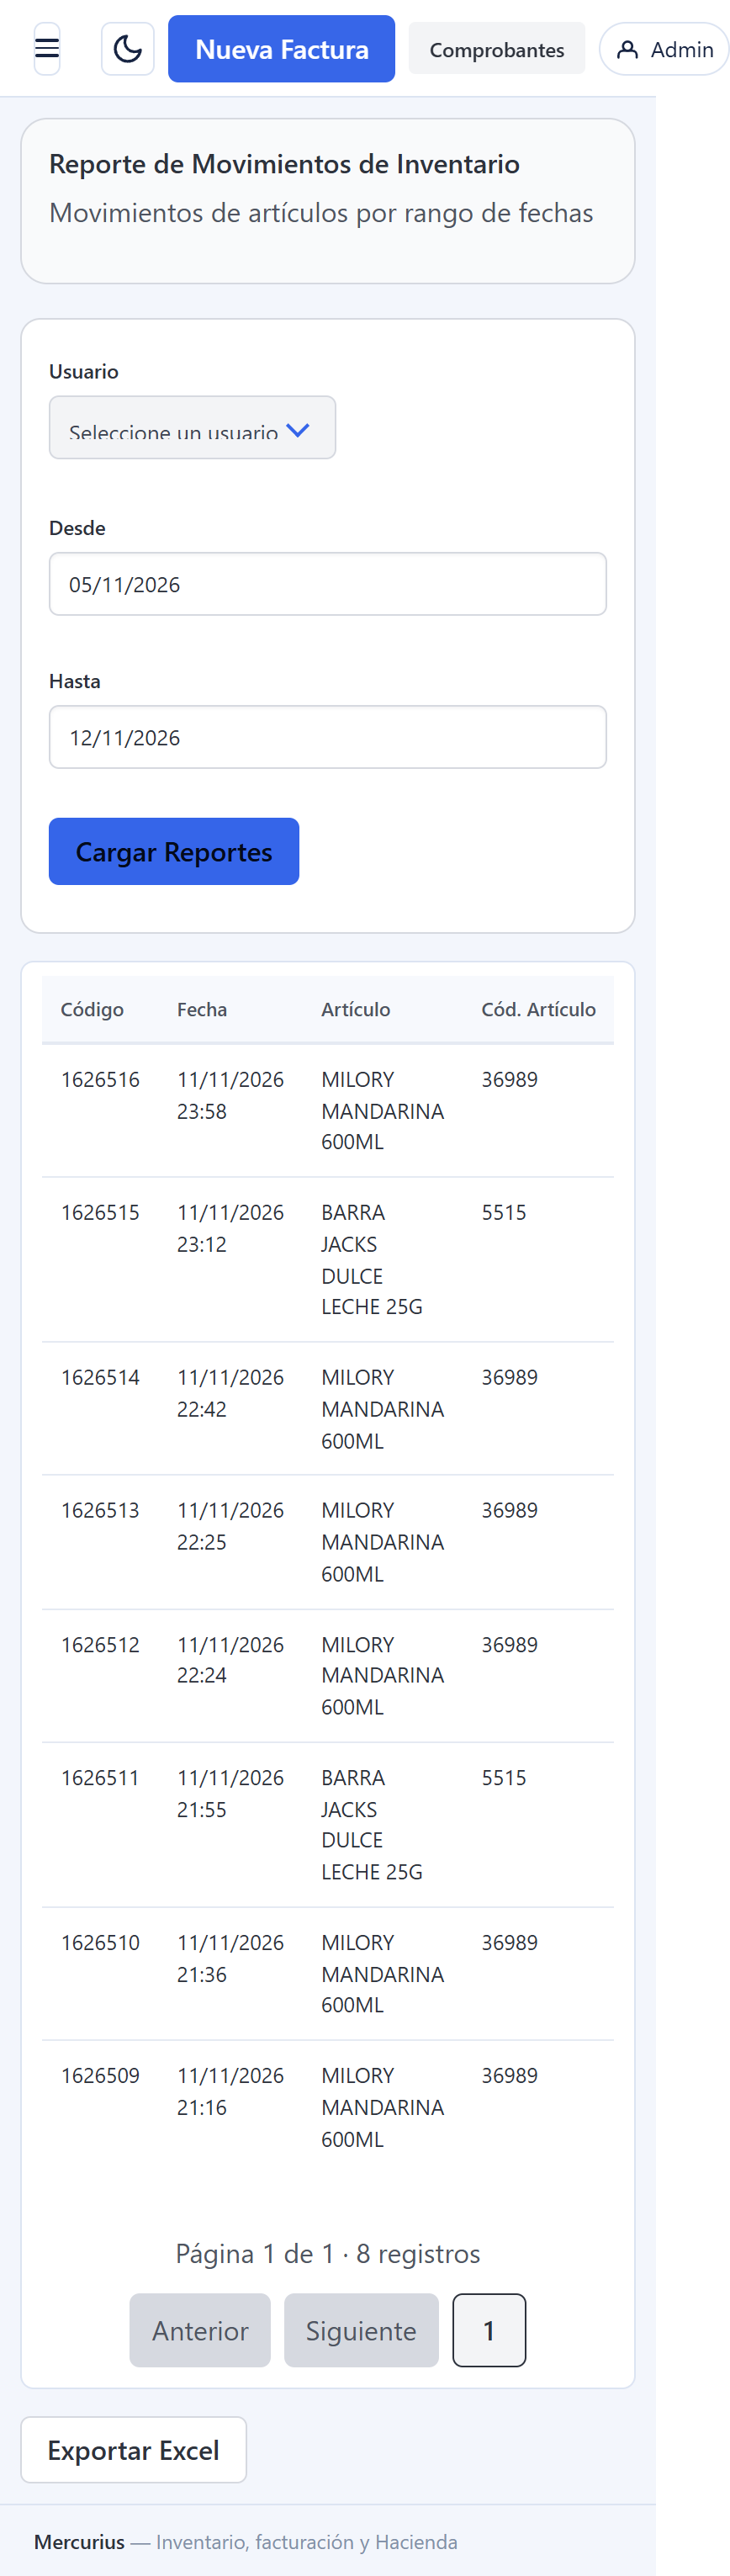 Nueva Factura
Comprobantes
Admin
Reporte de Movimientos de Inventario
Movimientos de artículos por rango de fechas
Usuario
Seleccione un usuario
Desde
05/11/2026
Hasta
12/11/2026
Cargar Reportes
Código Fecha Artículo Cód. Artículo
1626516 11/11/2026 MILORY 36989
23:58 MANDARINA
600ML
1626515 11/11/2026 BARRA 5515
23:12 JACKS
DULCE
LECHE 25G
1626514 11/11/2026 MILORY 36989
22:42 MANDARINA
600ML
1626513 11/11/2026 MILORY 36989
22:25 MANDARINA
600ML
1626512 11/11/2026 MILORY 36989
22:24 MANDARINA
600ML
1626511 11/11/2026 BARRA 5515
21:55 JACKS
DULCE
LECHE 25G
1626510 11/11/2026 MILORY 36989
21:36 MANDARINA
600ML
1626509 11/11/2026 MILORY 36989
21:16 MANDARINA
600ML
Página 1 de 1 · 8 registros
Anterior Siguiente 1
Exportar Excel
Mercurius — Inventario, facturación y Hacienda